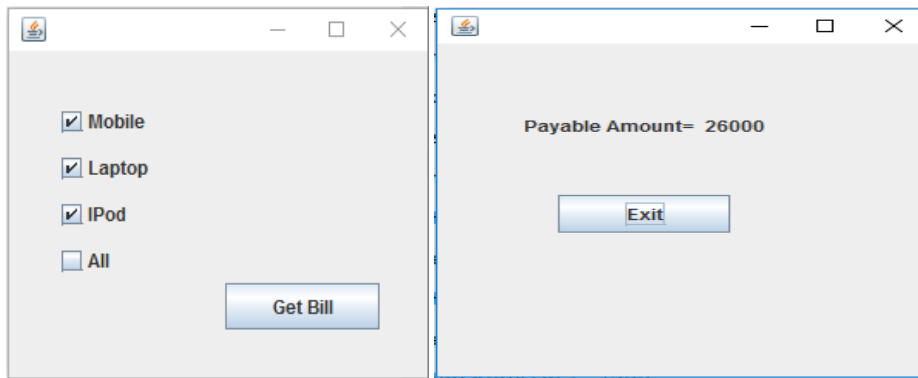 Mobile
Laptop
IPod
All
Get Bill
Payable Amount= 26000
Exit